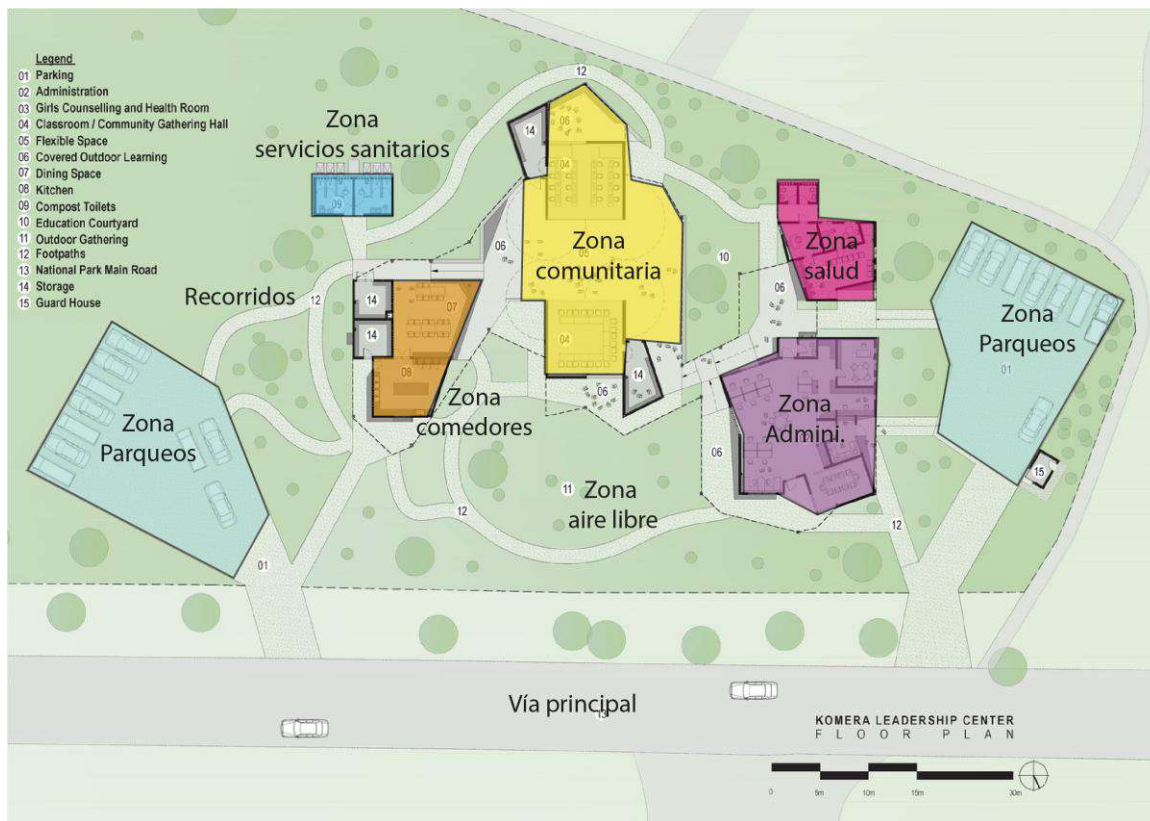 Legend
01 Parking
02 Administration
03 Girls Counselling and Health Room
04 Classroom / Community Gathering Hall
05 Flexible Space
06 Covered Outdoor Learning
07 Dining Space
08 Kitchen
09 Compost Toilets
10 Education Courtyard
11 Outdoor Gathering
12 Footpaths
13 National Park Main Road
14 Storage
15 Guard House
12
Zona
servicios sanitarios
06
14
04
09
Zona
comunitaria
05
06
10
Zona
salud
06
Recorridos
12
14
07
14
08
04
14
06
Zona
comedores
Zona
Parqueos
01
Zona
Parqueos
Zona
Admini.
06
15
11
Zona
aire libre
12
12
01
Vía principal
13
KOMERA LEADERSHIP CENTER
FLOOR PLAN
0
5m
10m
15m
30m